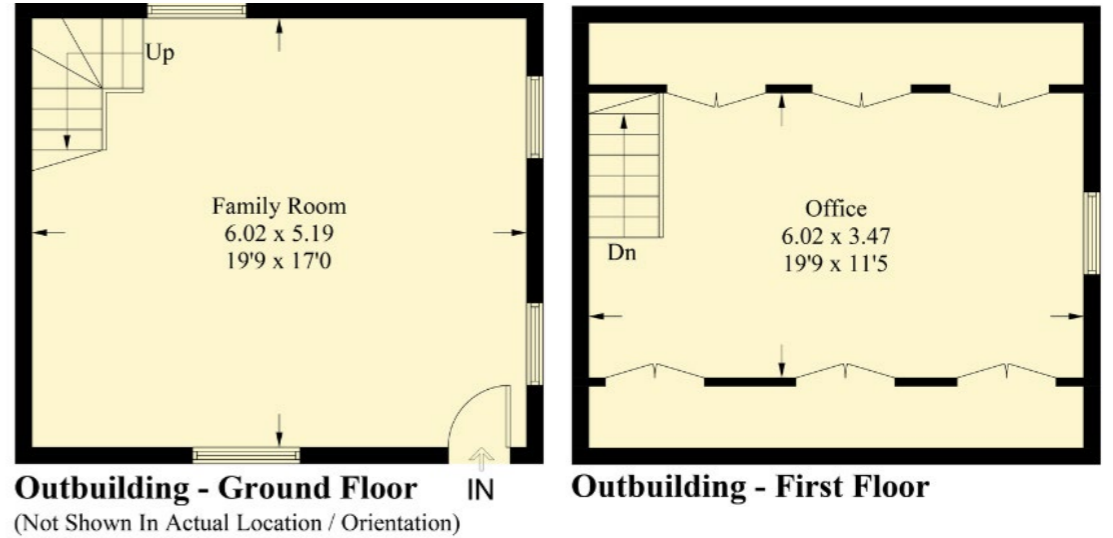 Up
Family Room
6.02 x 5.19
19'9 x 17'0
Outbuilding - Ground Floor
IN
(Not Shown In Actual Location / Orientation)
Office
6.02 x 3.47
19'9 x 11'5
Dn
Outbuilding - First Floor